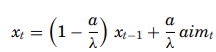 x_t = (1 − a/λ) x_{t−1} + a/λ aim_t